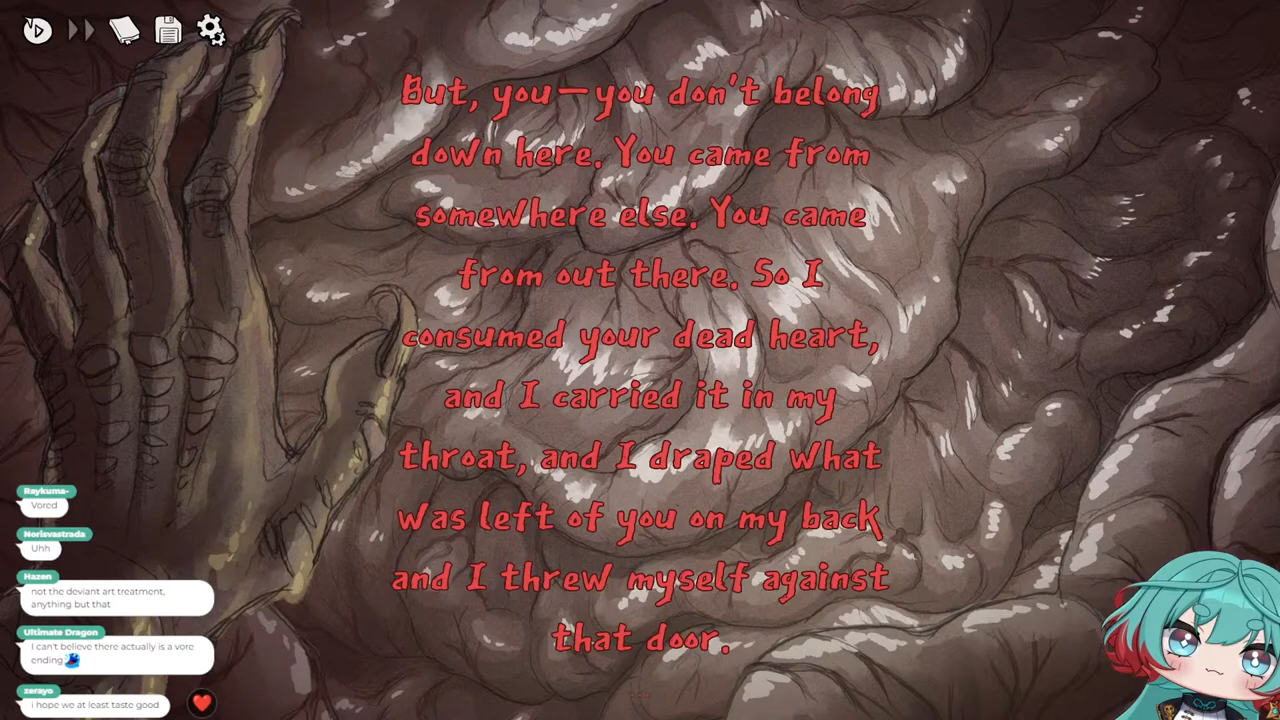 But, you—you don't belong
down here. You came from
somewhere else. You came
from out there. So I
consumed your dead heart,
and I carried it in my
throat, and I draped what
was left of you on my back
and I threw myself against
that door.
Raykuma-
Vored
Norisvastrada
Uhh
Hazen
not the deviant art treatment,
anything but that
Ultimate Dragon
I can't believe there actually is a vore
ending
zerayo
i hope we at least taste good